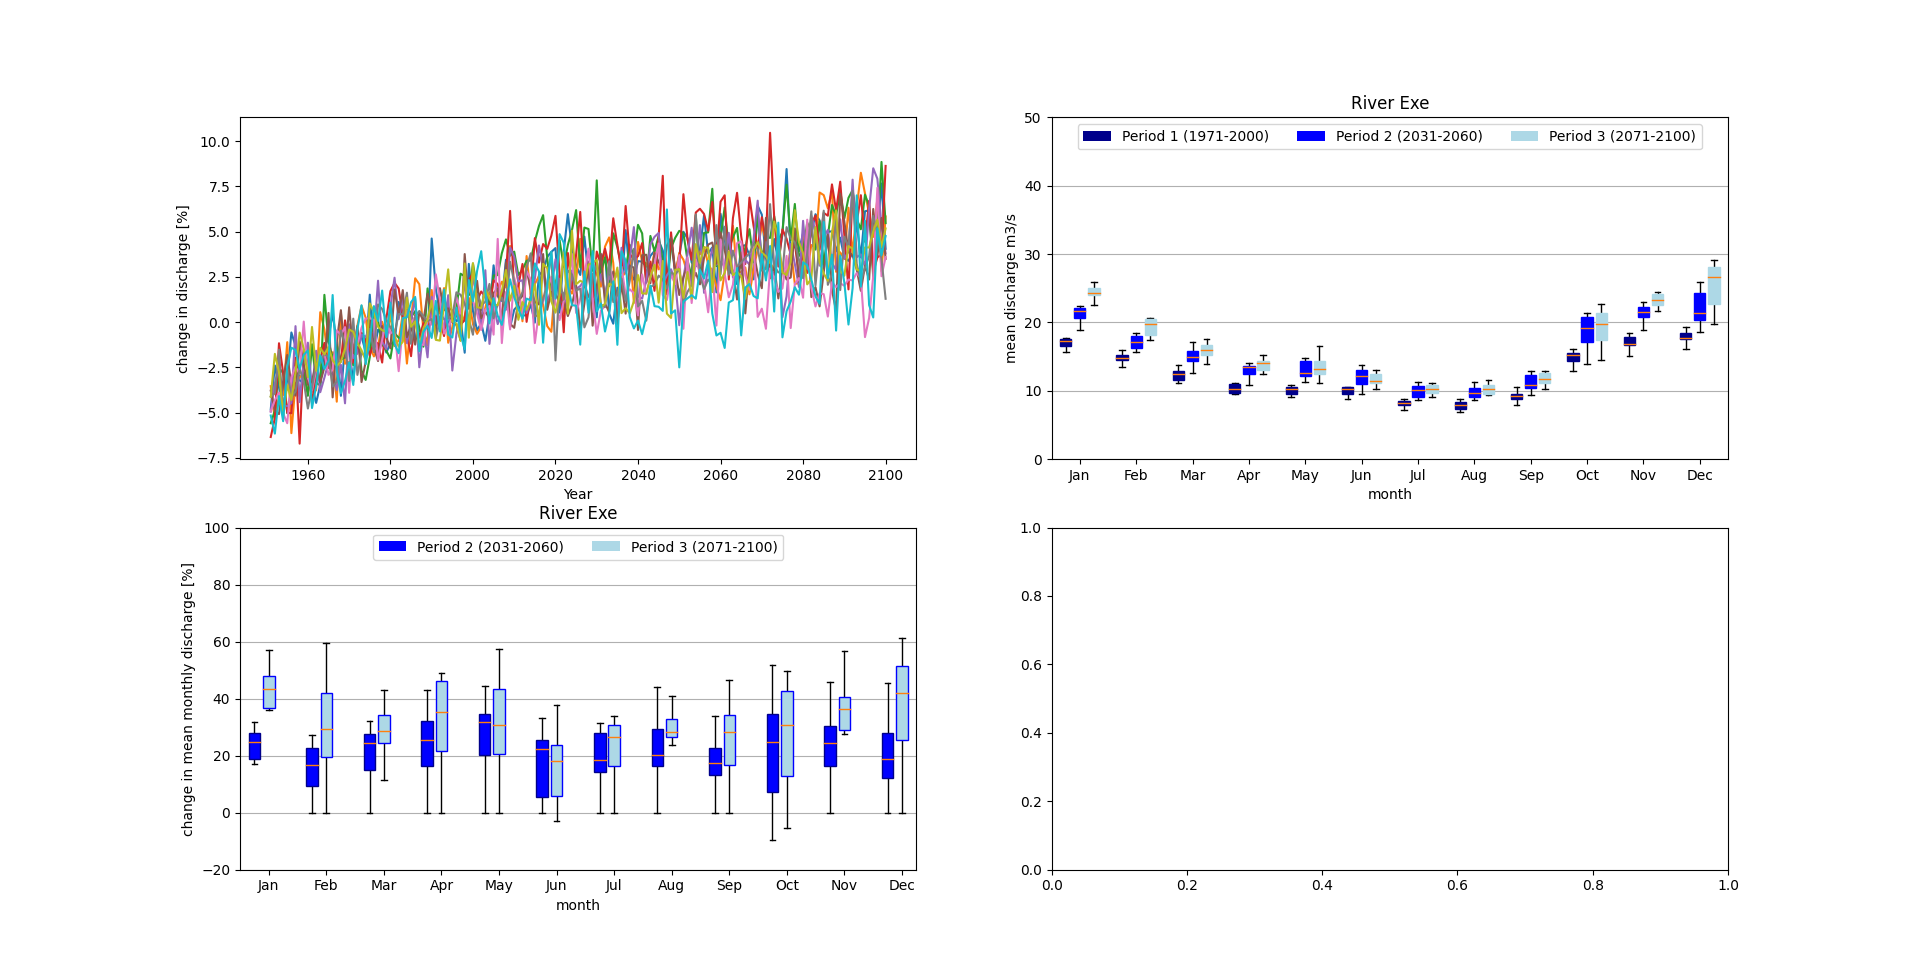 change in discharge [%]
10.0
7.5
5.0
2.5
0.0
−2.5
−5.0
−7.5
1960 1980 2000 2020 2040 2060 2080 2100
Year
River Exe
Period 1 (1971-2000) Period 2 (2031-2060) Period 3 (2071-2100)
mean discharge m3/s
50
40
30
20
10
0
Jan Feb Mar Apr May Jun Jul Aug Sep Oct Nov Dec
month
River Exe
Period 2 (2031-2060) Period 3 (2071-2100)
change in mean monthly discharge [%]
100
80
60
40
20
0
−20
Jan Feb Mar Apr May Jun Jul Aug Sep Oct Nov Dec
month
1.0
0.8
0.6
0.4
0.2
0.0
0.0 0.2 0.4 0.6 0.8 1.0